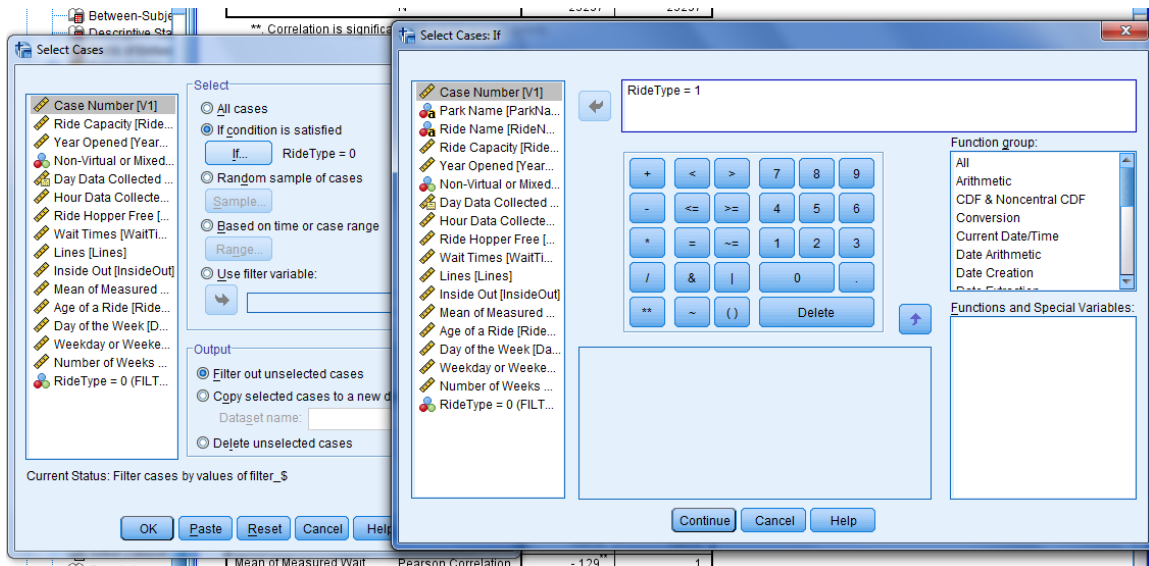 Between-Subje
Descriptive Sta
N
23237
23237
**. Correlation is significa
Select Cases
Case Number [V1]
Ride Capacity [Ride...
Year Opened [Year...
Non-Virtual or Mixed...
Day Data Collected ...
Hour Data Collecte...
Ride Hopper Free [...
Wait Times [WaitTi...
Lines [Lines]
Inside Out [InsideOut]
Mean of Measured ...
Age of a Ride [Ride...
Day of the Week [D...
Weekday or Weeke...
Number of Weeks ...
RideType = 0 (FILT...
Select
All cases
If condition is satisfied
If... RideType = 0
Random sample of cases
Sample...
Based on time or case range
Range...
Use filter variable:
Output
Filter out unselected cases
Copy selected cases to a new d
Dataset name:
Delete unselected cases
Current Status: Filter cases by values of filter_$
OK Paste Reset Cancel Help
Select Cases: If
Case Number [V1]
Park Name [ParkNa...
Ride Name [RideN...
Ride Capacity [Ride...
Year Opened [Year...
Non-Virtual or Mixed...
Day Data Collected ...
Hour Data Collecte...
Ride Hopper Free [...
Wait Times [WaitTi...
Lines [Lines]
Inside Out [InsideOut]
Mean of Measured ...
Age of a Ride [Ride...
Day of the Week [Da...
Weekday or Weeke...
Number of Weeks ...
RideType = 0 (FILT...
RideType = 1
+ < > 7 8 9
- <= >= 4 5 6
* = ~= 1 2 3
/ & | 0 .
** ~ () Delete
Function group:
All
Arithmetic
CDF & Noncentral CDF
Conversion
Current Date/Time
Date Arithmetic
Date Creation
Date Extraction
Functions and Special Variables:
Continue Cancel Help
Mean of Measured Wait Pearson Correlation -.129** 1